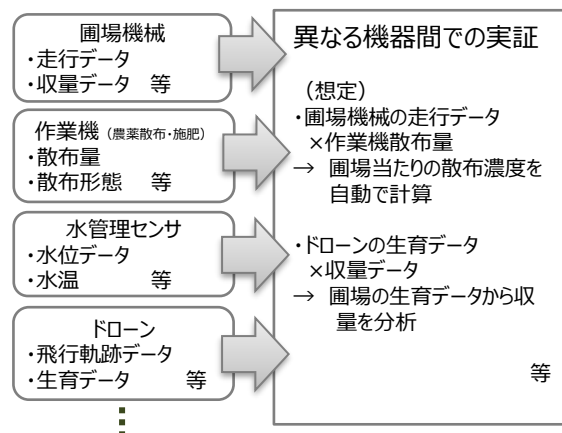 圃場機械
・走行データ
・収量データ 等
作業機（農薬散布・施肥）
・散布量
・散布形態 等
水管理センサ
・水位データ
・水温 等
ドローン
・飛行軌跡データ
・生育データ 等
異なる機器間での実証
（想定）
・圃場機械の走行データ
×作業機散布量
→ 圃場当たりの散布濃度を
自動で計算
・ドローンの生育データ
×収量データ
→ 圃場の生育データから収
量を分析
等